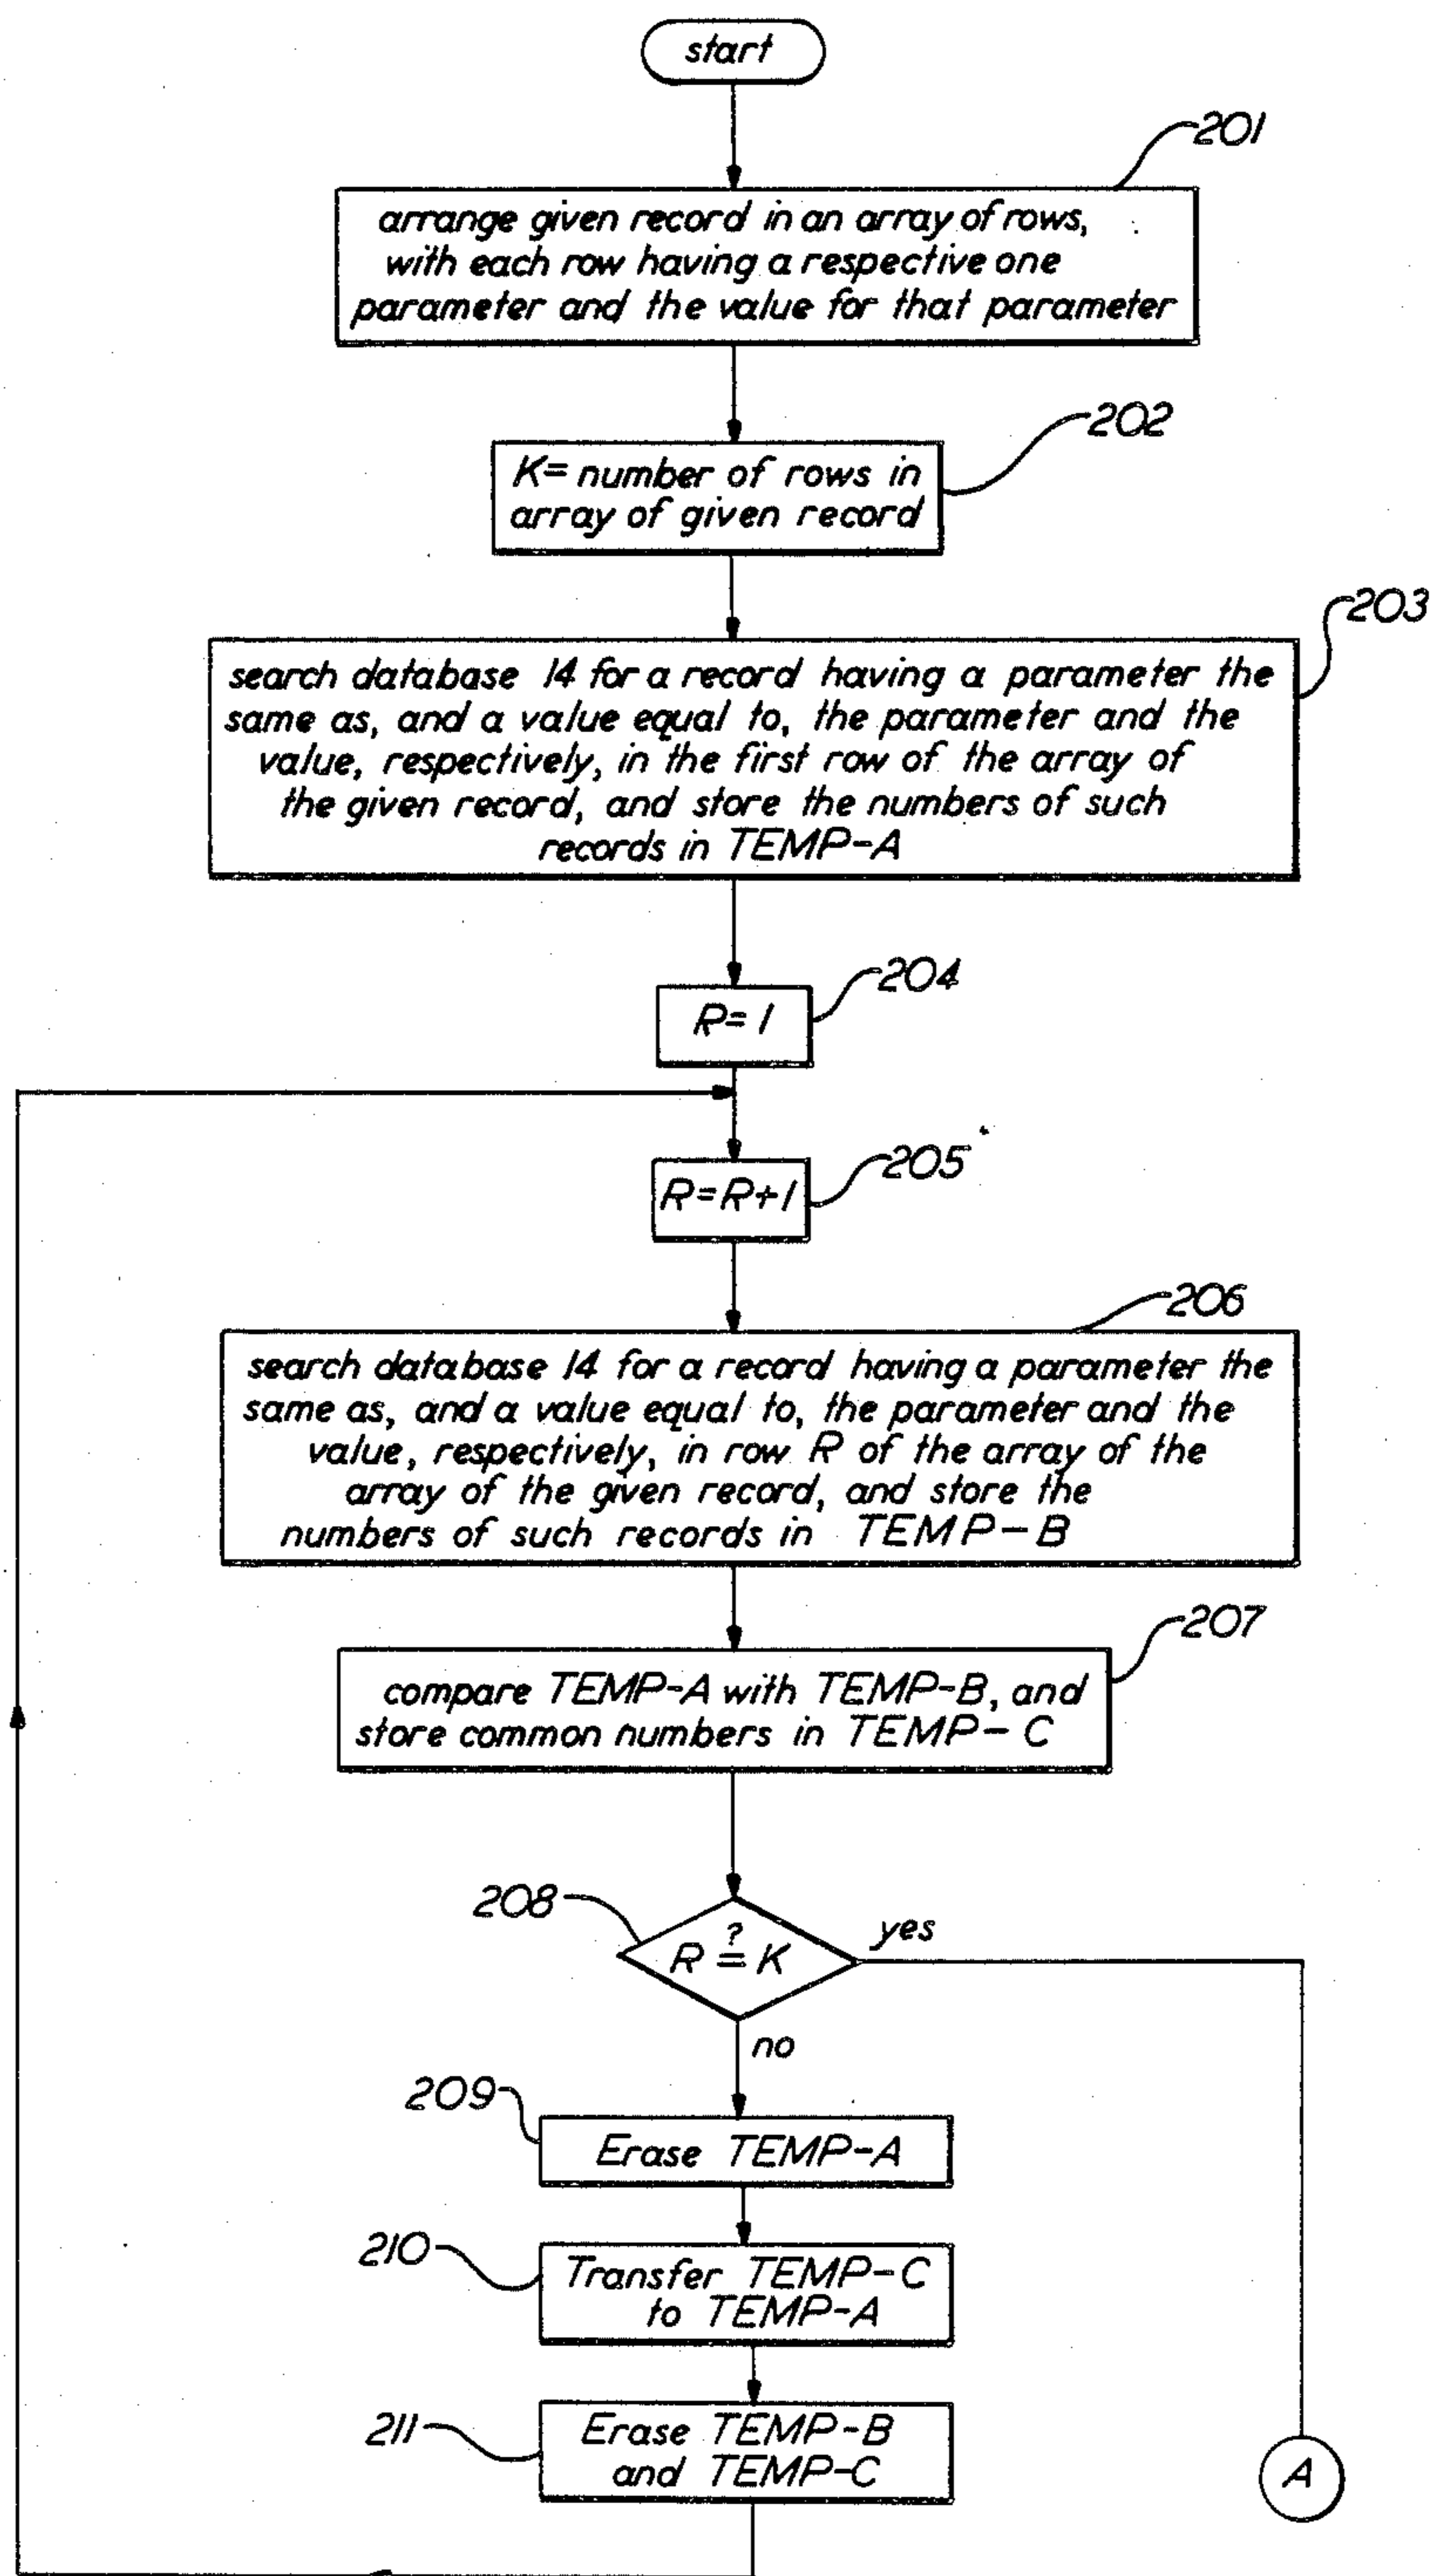 start
201
arrange given record in an array of rows,
with each row having a respective one
parameter and the value for that parameter
202
K= number of rows in
array of given record
203
search database 14 for a record having a parameter the
same as, and a value equal to, the parameter and the
value, respectively, in the first row of the array of
the given record, and store the numbers of such
records in TEMP-A
204
R= 1
205
R=R+1
206
search database 14 for a record having a parameter the
same as, and a value equal to, the parameter and the
value, respectively, in row R of the array of the
array of the given record, and store the
numbers of such records in TEMP-B
207
compare TEMP-A with TEMP-B, and
store common numbers in TEMP-C
208
yes
?
R = K
no
209
Erase TEMP-A
210
Transfer TEMP-C
to TEMP-A
211
Erase TEMP-B
and TEMP-C
A